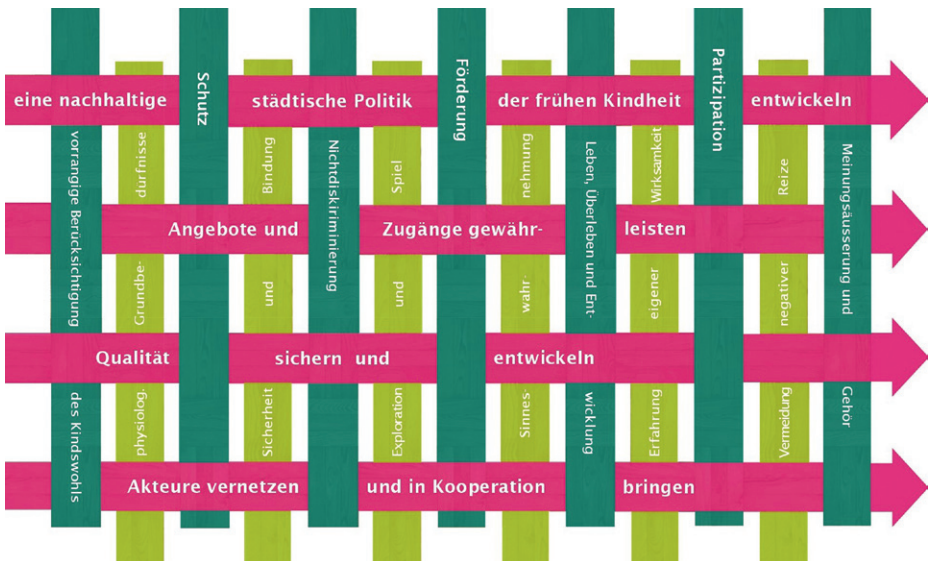 eine nachhaltige städtische Politik der frühen Kindheit entwickeln
Angebote und Zugänge gewähr- leisten
Qualität sichern und entwickeln
Akteure vernetzen und in Kooperation bringen
vorrangige Berücksichtigung des Kindswohls
physiolog. Grundbe- dürfnisse
Schutz
Sicherheit und Bindung
Nichtdiskiriminierung
Exploration und Spiel
Förderung
Sinnes- wahr- nehmung
Leben, Überleben und Ent- wicklung
Erfahrung eigener Wirksamkeit
Partizipation
Vermeidung negativer Reize
Meinungsäusserung und Gehör